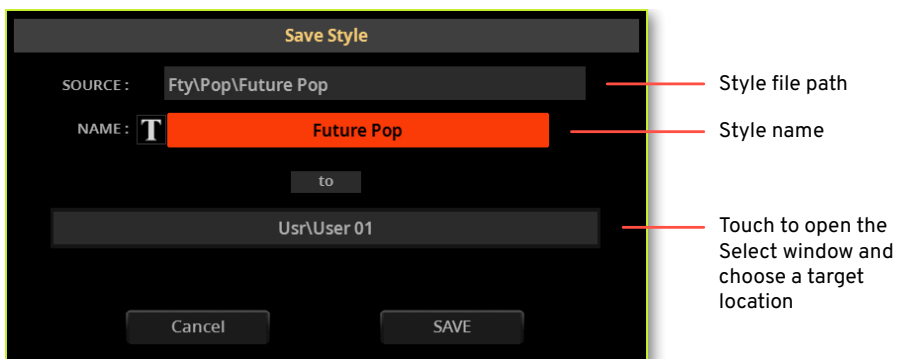 Save Style
SOURCE : Fty\Pop\Future Pop
Style file path
NAME : T Future Pop
Style name
to
Usr\User 01
Touch to open the
Select window and
choose a target
location
Cancel SAVE